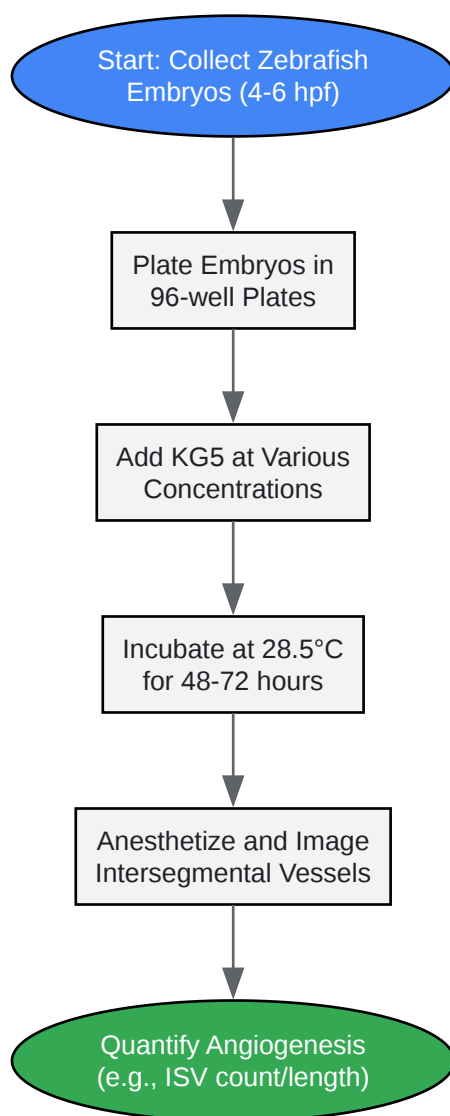 Start: Collect Zebrafish
Embryos (4-6 hpf)
Plate Embryos in
96-well Plates
Add KG5 at Various
Concentrations
Incubate at 28.5°C
for 48-72 hours
Anesthetize and Image
Intersegmental Vessels
Quantify Angiogenesis
(e.g., ISV count/length)